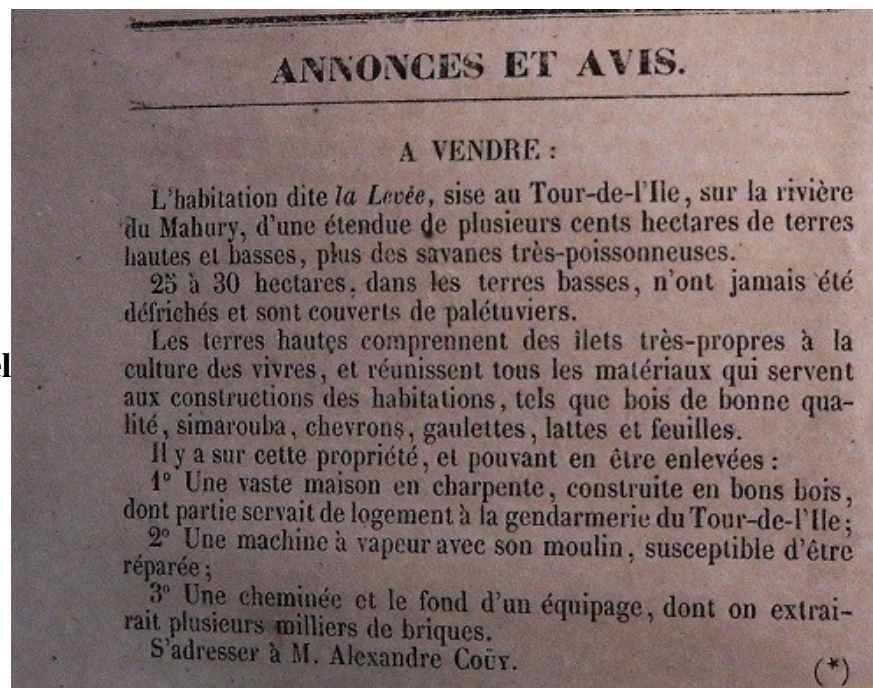 ANNONCES ET AVIS.
A VENDRE :
L'habitation dite la Levée, sise au Tour-de-l'Ile, sur la rivière
du Mahury, d'une étendue de plusieurs cents hectares de terres
hautes et basses, plus des savanes très-poissonneuses.
25 à 30 hectares, dans les terres basses, n'ont jamais été
défrichés et sont couverts de palétuviers.
Les terres hautes comprennent des ilets très-propres à la
culture des vivres, et réunissent tous les matériaux qui servent
aux constructions des habitations, tels que bois de bonne qua-
lité, simarouba, chevrons, gaulettes, lattes et feuilles.
Il y a sur cette propriété, et pouvant en être enlevées :
1° Une vaste maison en charpente, construite en bons bois,
dont partie servait de logement à la gendarmerie du Tour-de-l'Ile;
2° Une machine à vapeur avec son moulin, susceptible d'être
réparée;
3° Une cheminée et le fond d'un équipage, dont on extrai-
rait plusieurs milliers de briques.
S'adresser à M. Alexandre Coüy.
(*)